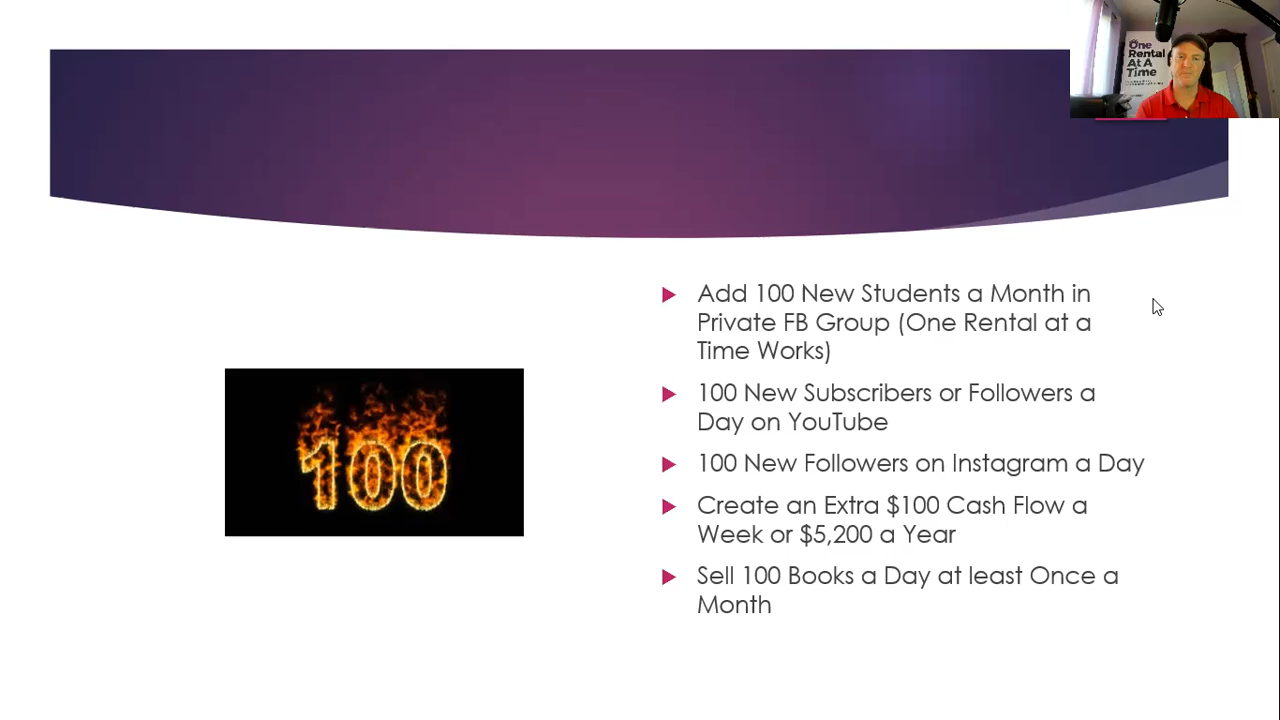 One
Rental
At A
Time
Add 100 New Students a Month in
Private FB Group (One Rental at a
Time Works)
100 New Subscribers or Followers a
Day on YouTube
100
100 New Followers on Instagram a Day
Create an Extra $100 Cash Flow a
Week or $5,200 a Year
Sell 100 Books a Day at least Once a
Month